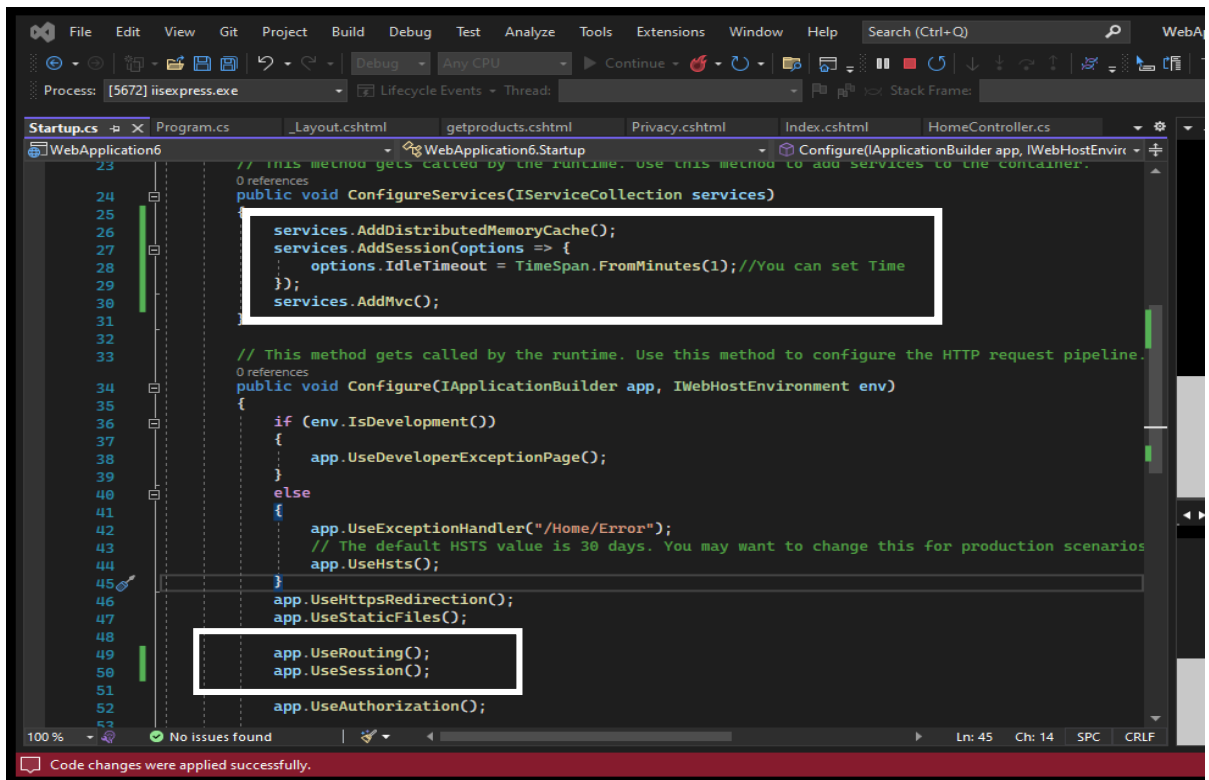 File Edit View Git Project Build Debug Test Analyze Tools Extensions Window Help Search (Ctrl+Q) WebAp
Debug Any CPU Continue
Process: [5672] iisexpress.exe Lifecycle Events Thread: Stack Frame:
Startup.cs Program.cs _Layout.cshtml getproducts.cshtml Privacy.cshtml Index.cshtml HomeController.cs
WebApplication6 WebApplication6.Startup Configure(IApplicationBuilder app, IWebHostEnvirc
23 // This method gets called by the runtime. Use this method to add services to the container.
0 references
24 public void ConfigureServices(IServiceCollection services)
25 {
26 services.AddDistributedMemoryCache();
27 services.AddSession(options => {
28 options.IdleTimeout = TimeSpan.FromMinutes(1);//You can set Time
29 });
30 services.AddMvc();
31 }
32
33 // This method gets called by the runtime. Use this method to configure the HTTP request pipeline.
0 references
34 public void Configure(IApplicationBuilder app, IWebHostEnvironment env)
35 {
36 if (env.IsDevelopment())
37 {
38 app.UseDeveloperExceptionPage();
39 }
40 else
41 {
42 app.UseExceptionHandler("/Home/Error");
43 // The default HSTS value is 30 days. You may want to change this for production scenarios
44 app.UseHsts();
45 }
46 app.UseHttpsRedirection();
47 app.UseStaticFiles();
48
49 app.UseRouting();
50 app.UseSession();
51
52 app.UseAuthorization();
53
100 % No issues found Ln: 45 Ch: 14 SPC CRLF
Code changes were applied successfully.